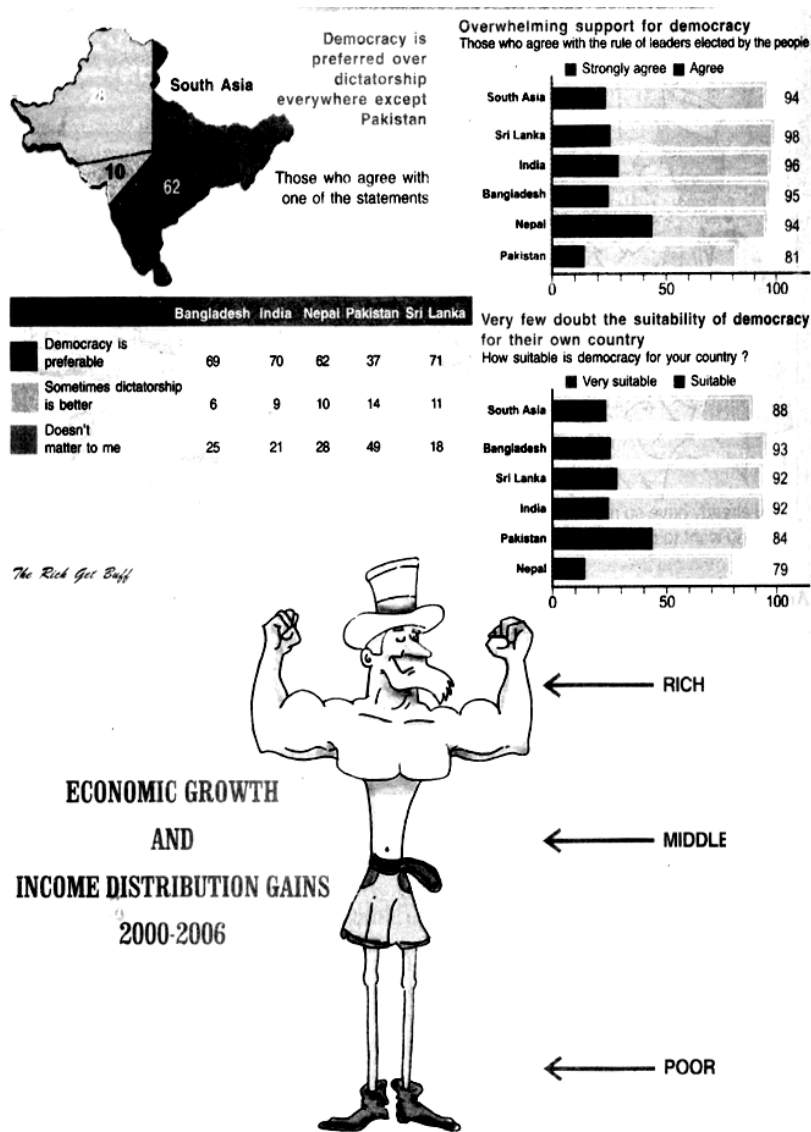 Democracy is
preferred over
dictatorship
everywhere except
Pakistan
South Asia
10
62
Those who agree with
one of the statements
Bangladesh India Nepal Pakistan Sri Lanka
Democracy is
preferable 69 70 62 37 71
Sometimes dictatorship
is better 6 9 10 14 11
Doesn't
matter to me 25 21 28 49 18
Overwhelming support for democracy
Those who agree with the rule of leaders elected by the people
Strongly agree Agree
South Asia 94
Sri Lanka 98
India 96
Bangladesh 95
Nepal 94
Pakistan 81
0 50 100
Very few doubt the suitability of democracy
for their own country
How suitable is democracy for your country ?
Very suitable Suitable
South Asia 88
Bangladesh 93
Sri Lanka 92
India 92
Pakistan 84
Nepal 79
0 50 100
The Rich Get Buff
ECONOMIC GROWTH
AND
INCOME DISTRIBUTION GAINS
2000-2006
RICH
MIDDLE
POOR